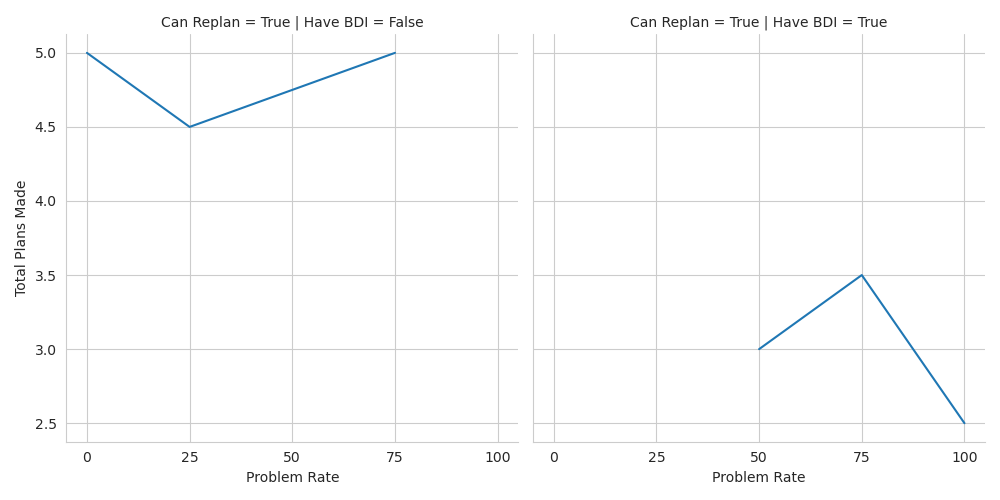 Can Replan = True | Have BDI = False
Can Replan = True | Have BDI = True
5.0
4.5
4.0
3.5
3.0
2.5
Total Plans Made
0 25 50 75 100
0 25 50 75 100
Problem Rate
Problem Rate